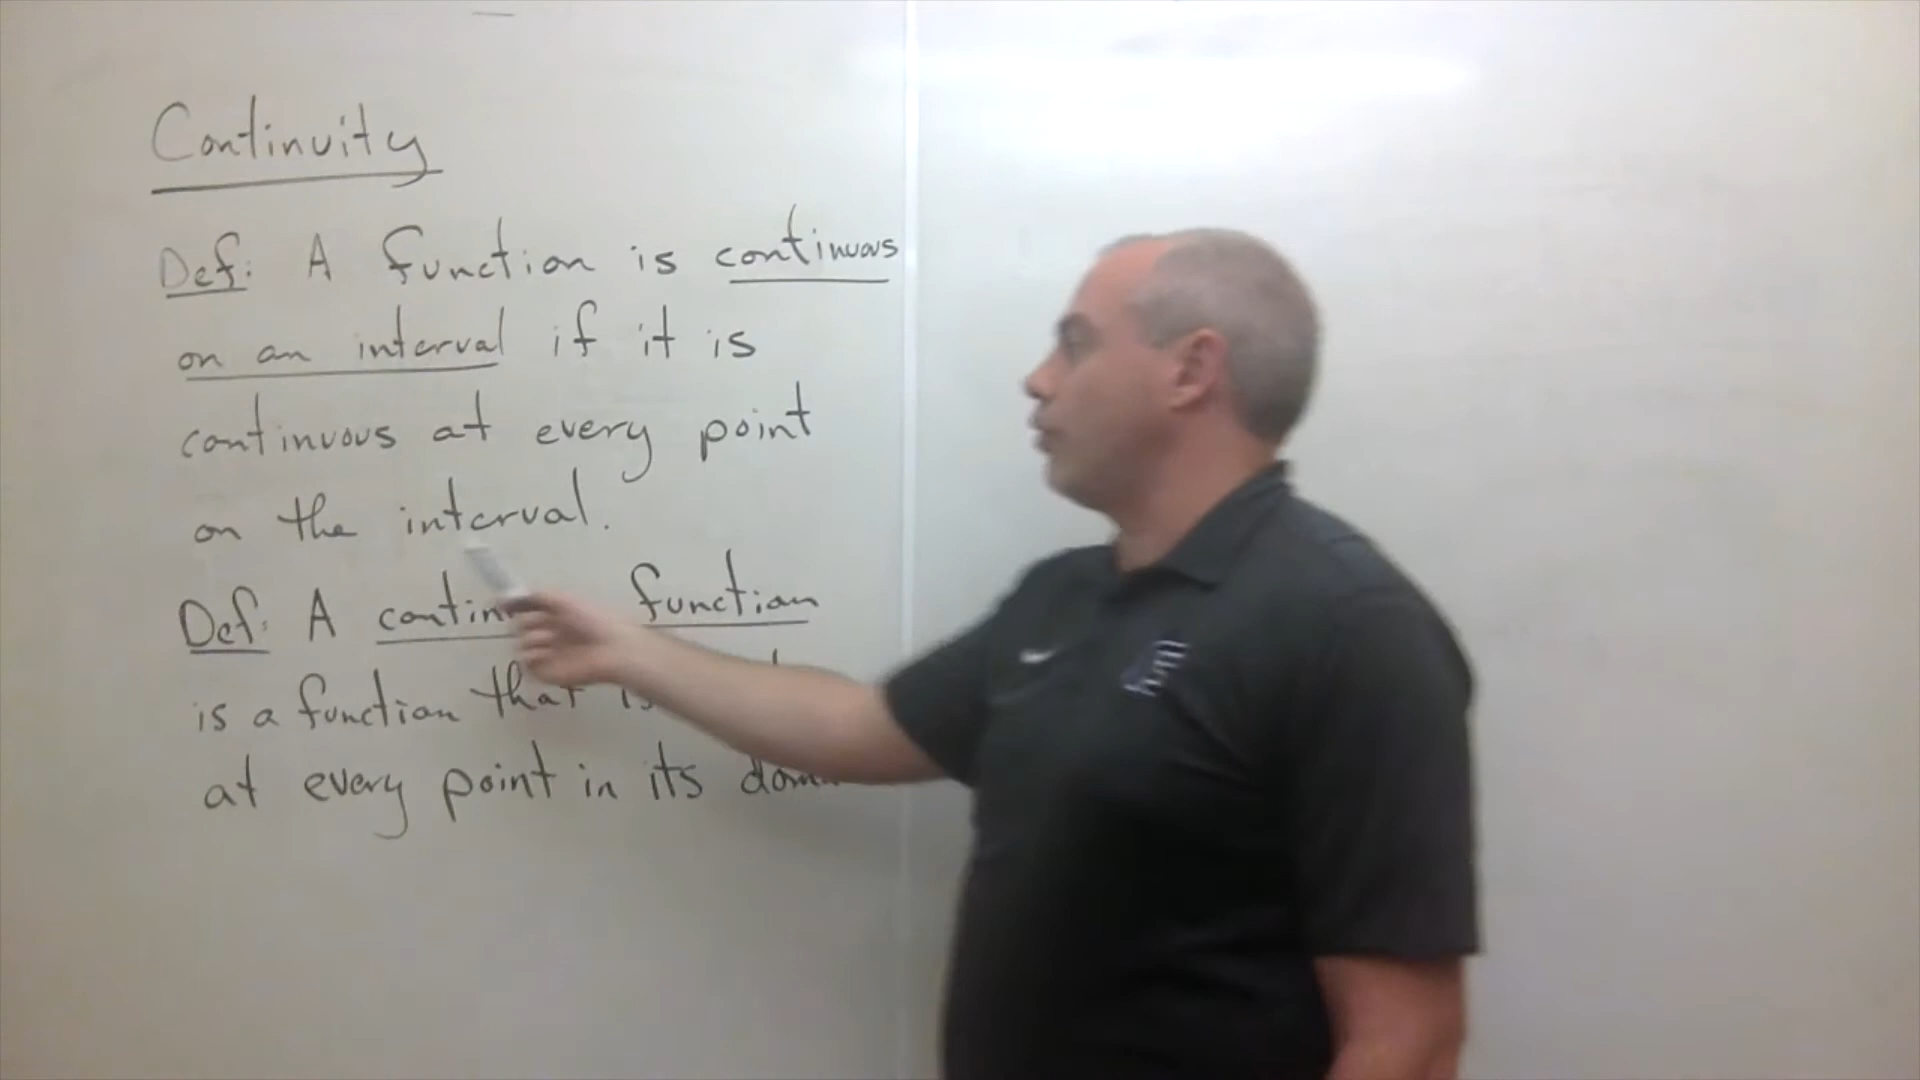 Continuity
Def: A function is continuous
on an interval if it is
continuous at every point
on the interval.
Def: A function
is a function that is
at every point in its